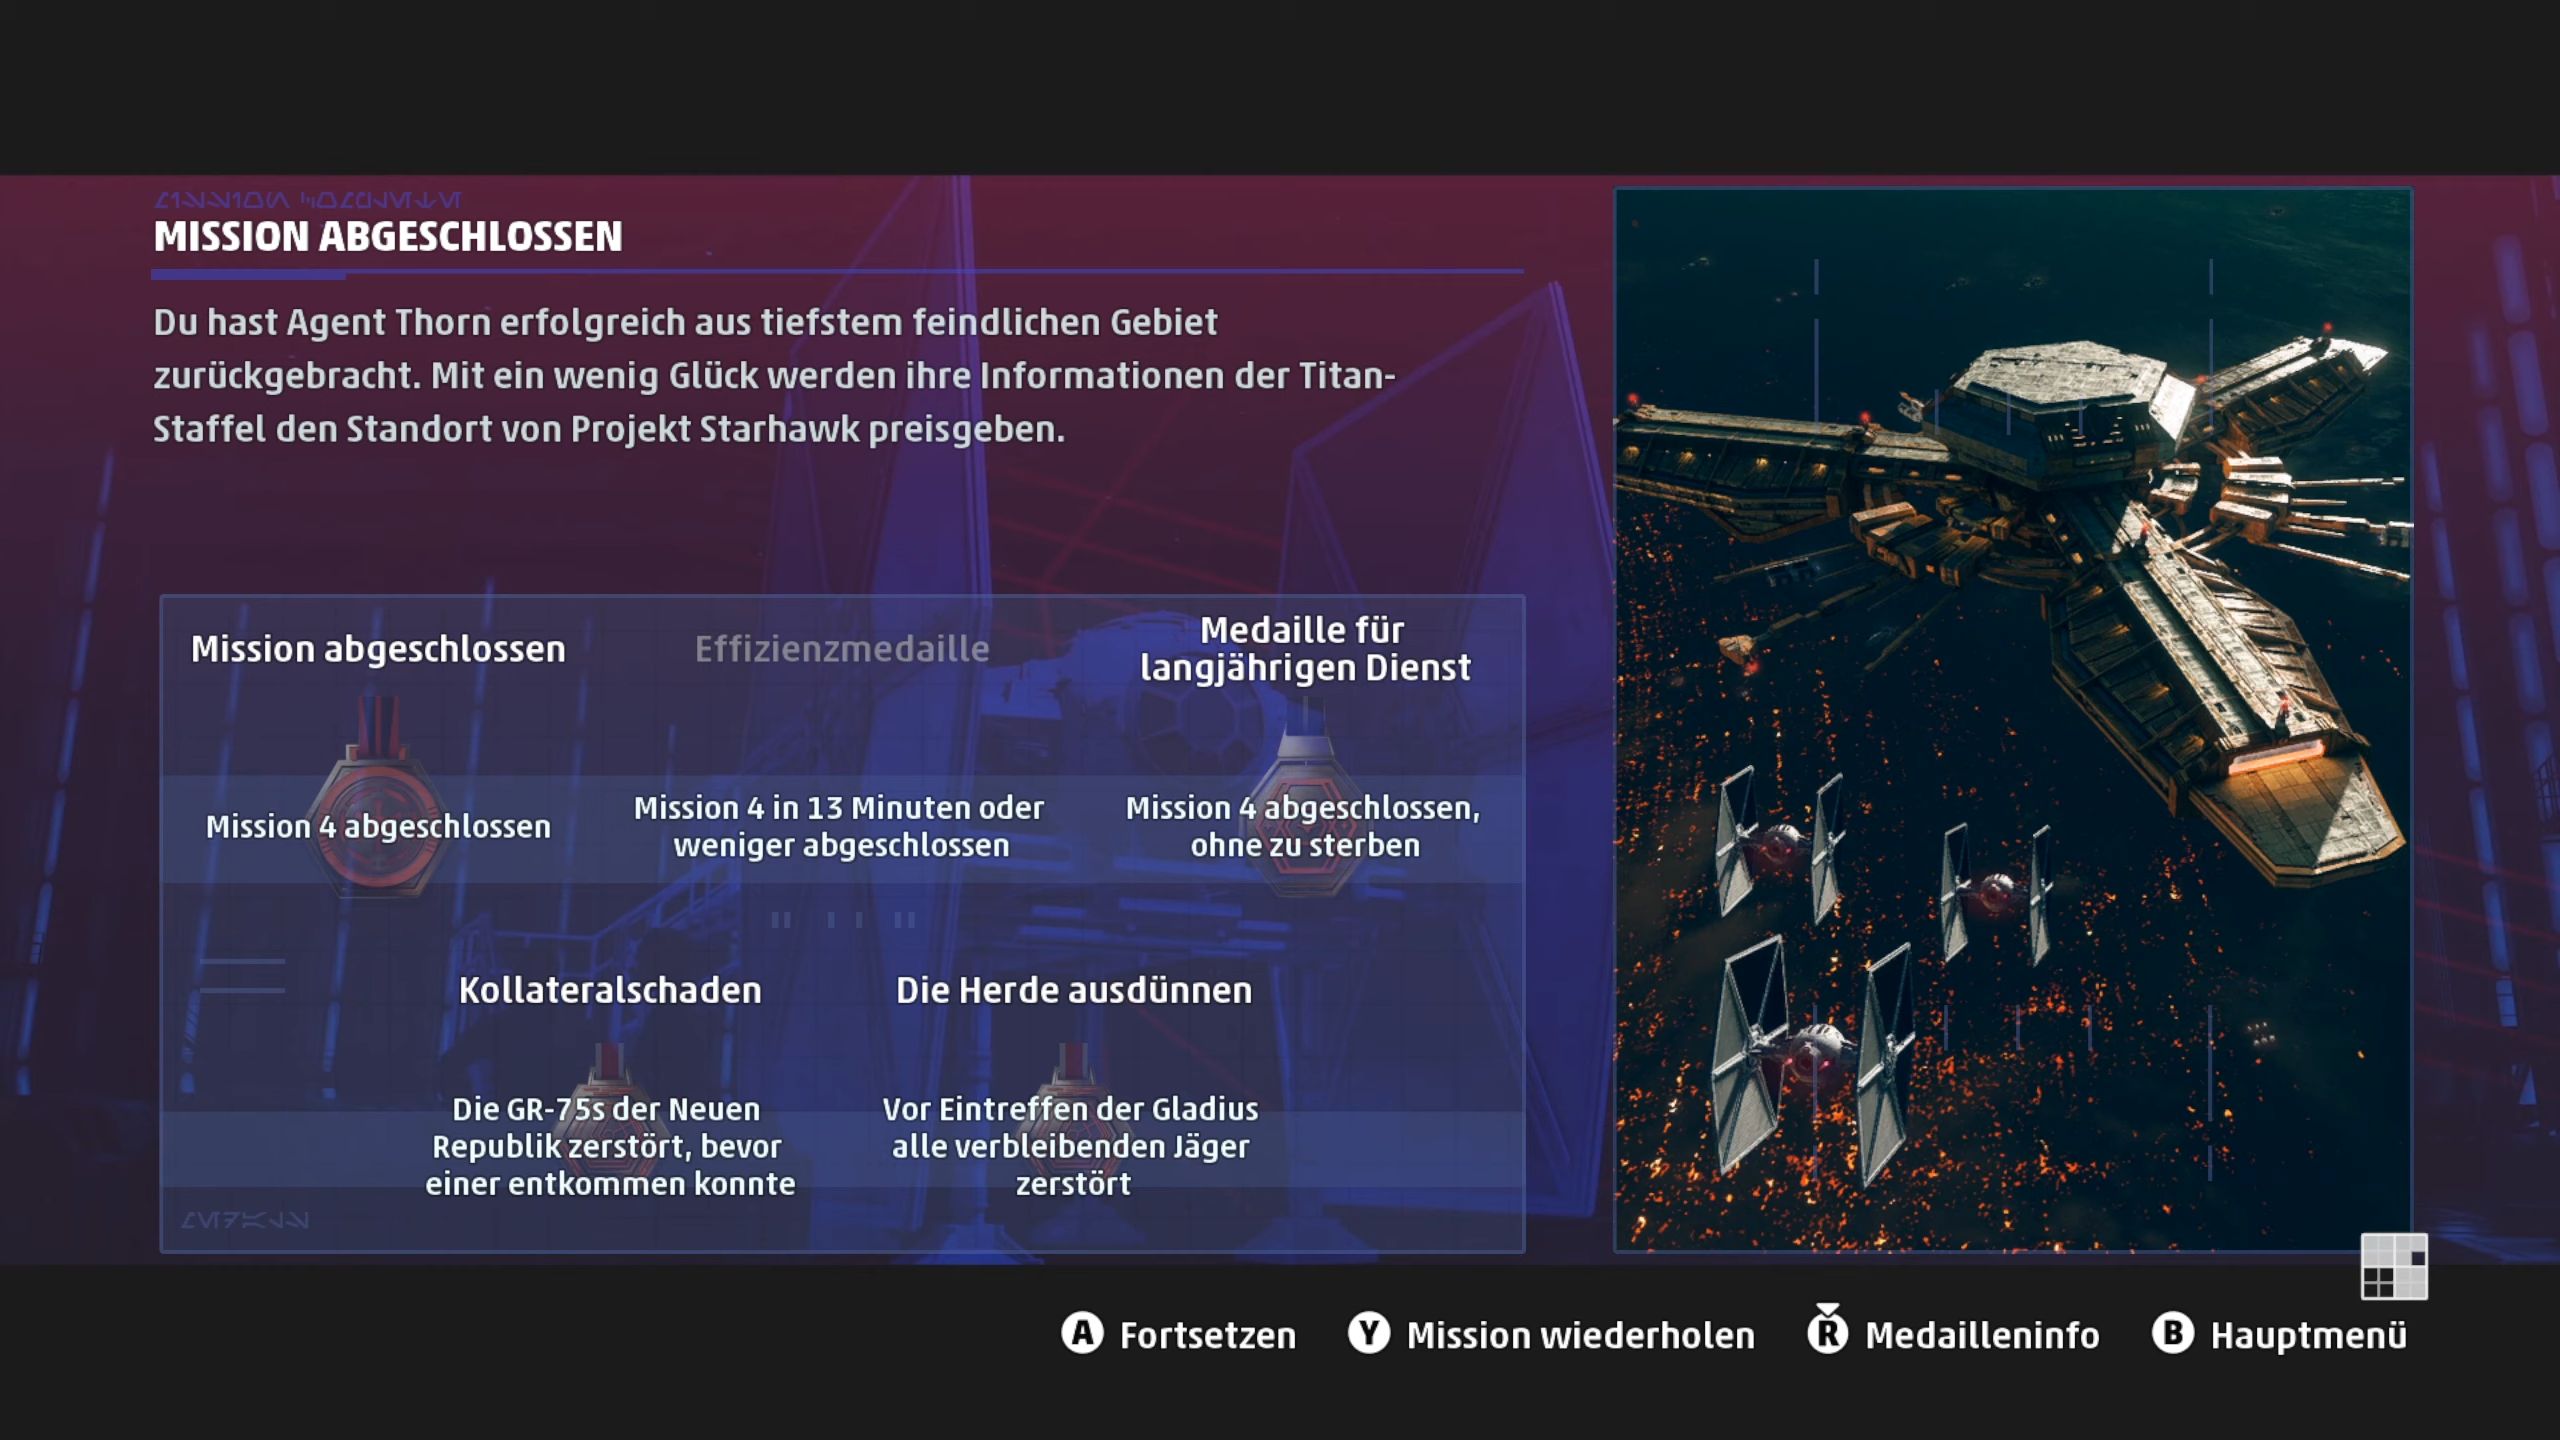 MISSION ABGESCHLOSSEN
Du hast Agent Thorn erfolgreich aus tiefstem feindlichen Gebiet
zurückgebracht. Mit ein wenig Glück werden ihre Informationen der Titan-
Staffel den Standort von Projekt Starhawk preisgeben.
Mission abgeschlossen
Mission 4 abgeschlossen
Effizienzmedaille
Mission 4 in 13 Minuten oder
weniger abgeschlossen
Medaille für
langjährigen Dienst
Mission 4 abgeschlossen,
ohne zu sterben
Kollateralschaden
Die GR-75s der Neuen
Republik zerstört, bevor
einer entkommen konnte
Die Herde ausdünnen
Vor Eintreffen der Gladius
alle verbleibenden Jäger
zerstört
A Fortsetzen
Y Mission wiederholen
R Medailleninfo
B Hauptmenü